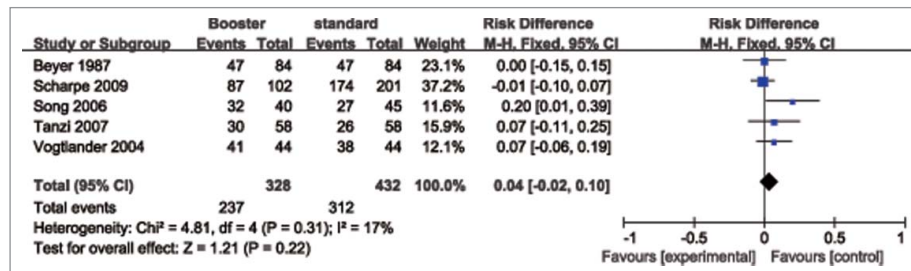 Booster standard Risk Difference Risk Difference
Study or Subgroup Events Total Events Total Weight M-H. Fixed. 95% CI M-H. Fixed. 95% CI
Beyer 1987 47 84 47 84 23.1% 0.00 [-0.15, 0.15]
Scharpe 2009 87 102 174 201 37.2% -0.01 [-0.10, 0.07]
Song 2006 32 40 27 45 11.6% 0.20 [0.01, 0.39]
Tanzi 2007 30 58 26 58 15.9% 0.07 [-0.11, 0.25]
Vogtlander 2004 41 44 38 44 12.1% 0.07 [-0.06, 0.19]
Total (95% CI) 328 432 100.0% 0.04 [-0.02, 0.10]
Total events 237 312
Heterogeneity: Chi² = 4.81, df = 4 (P = 0.31); I² = 17%
Test for overall effect: Z = 1.21 (P = 0.22)
-1 -0.5 0 0.5 1
Favours [experimental] Favours [control]